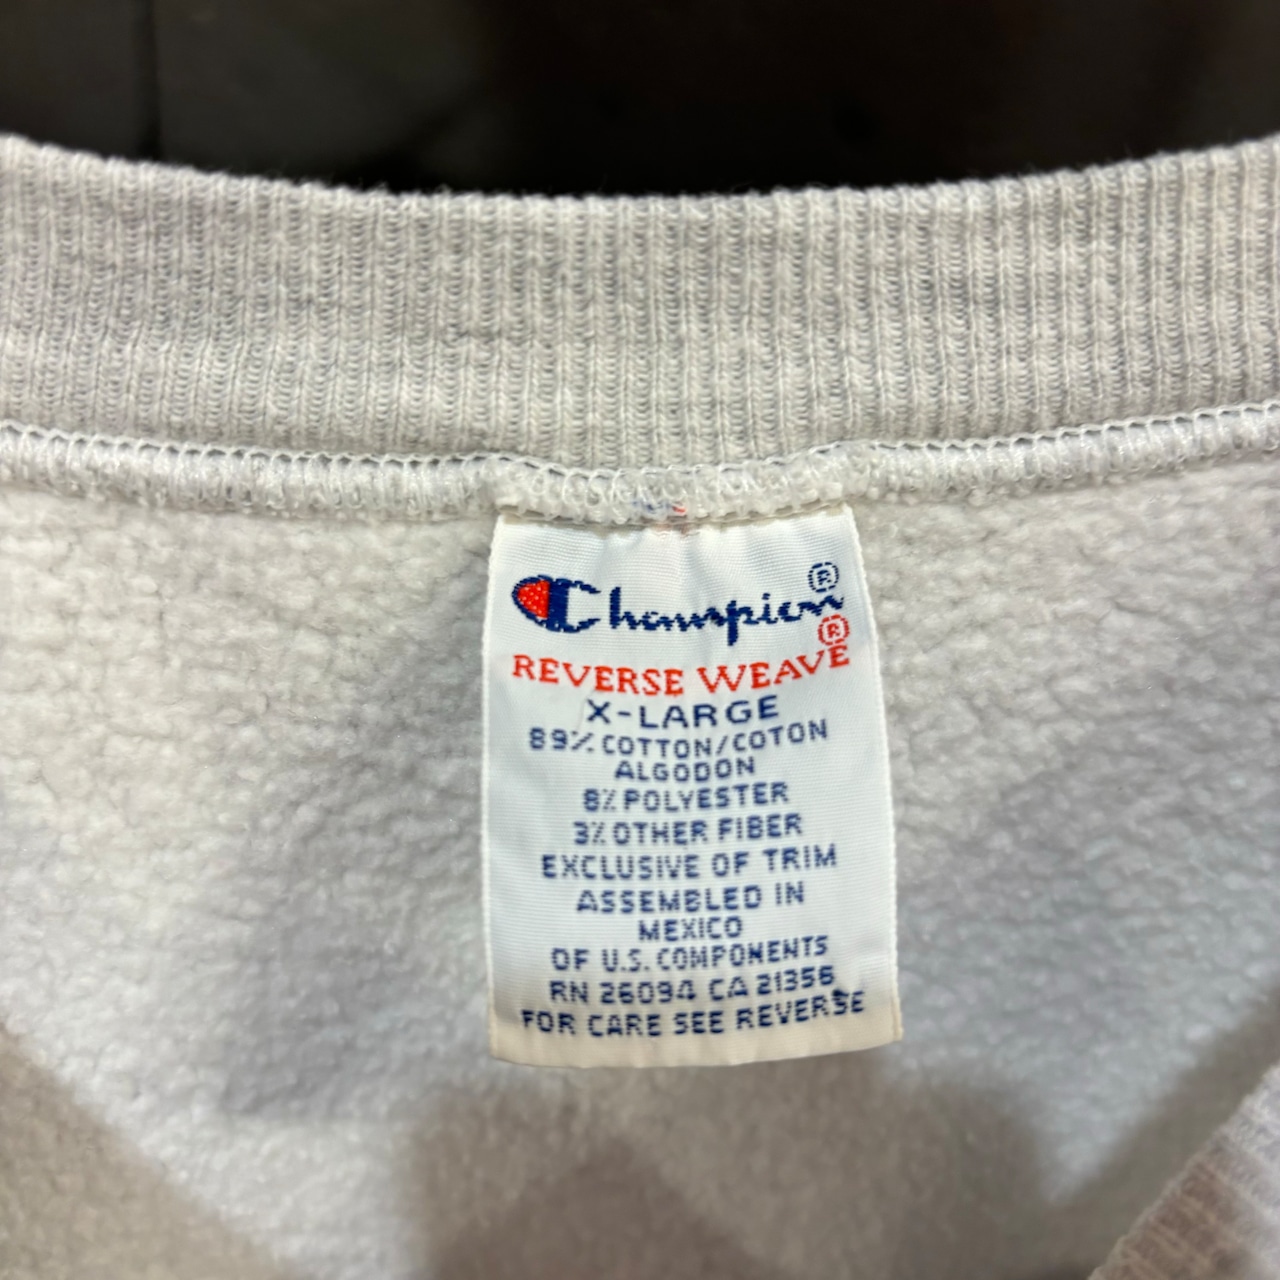 Champion®
REVERSE WEAVE®
X-LARGE
89% COTTON/COTON
ALGODON
8% POLYESTER
3% OTHER FIBER
EXCLUSIVE OF TRIM
ASSEMBLED IN
MEXICO
OF U.S. COMPONENTS
RN 26094 CA 21356
FOR CARE SEE REVERSE